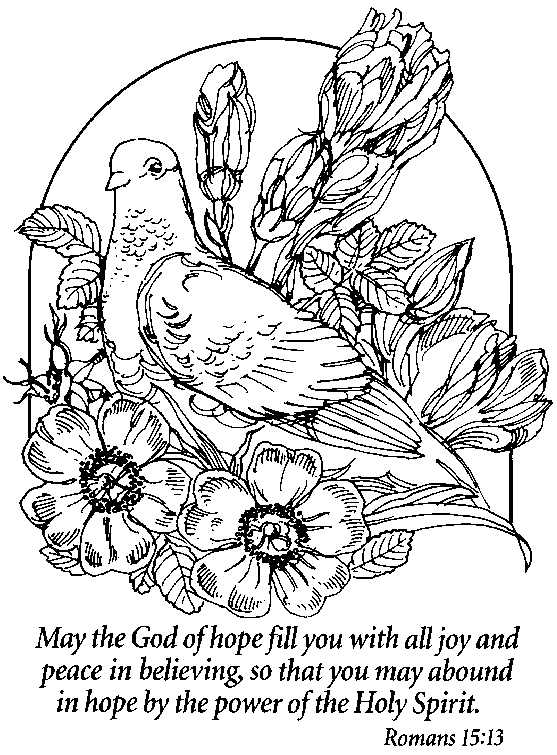 May the God of hope fill you with all joy and
peace in believing, so that you may abound
in hope by the power of the Holy Spirit.
Romans 15:13